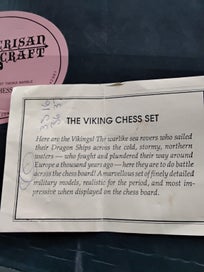 ERISAN
CRAFT
THE VIKING CHESS SET
Here are the Vikings! The warlike sea rovers who sailed
their Dragon Ships across the cold, stormy, northern
waters — who fought and plundered their way around
Europe a thousand years ago — here they are to do battle
across the chess board! A marvellous set of finely detailed
military models, realistic for the period, and most im-
pressive when displayed on the chess board.